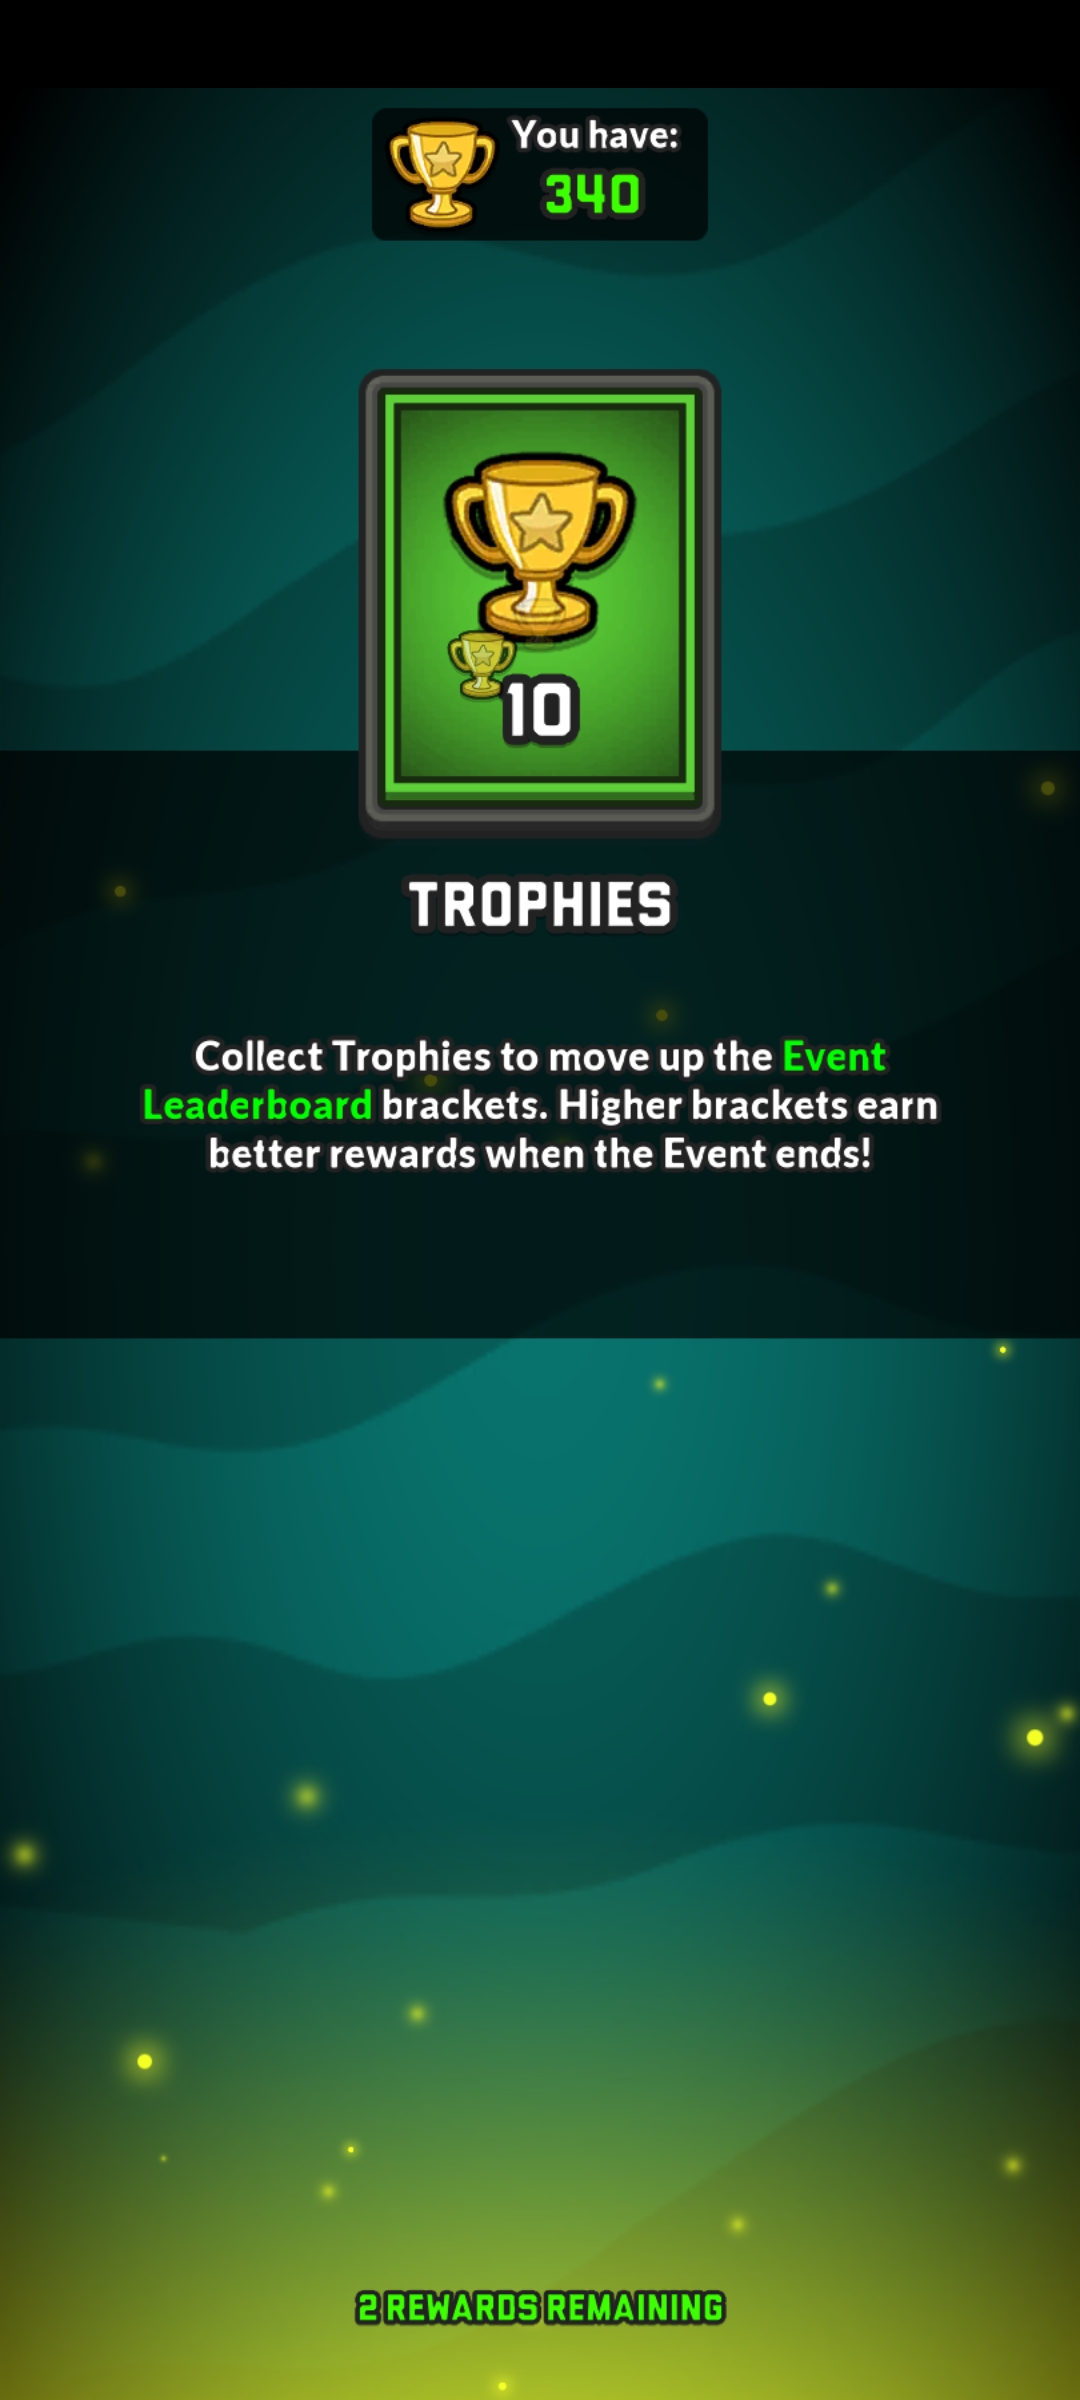 You have:
340
10
TROPHIES
Collect Trophies to move up the Event
Leaderboard brackets. Higher brackets earn
better rewards when the Event ends!
2 REWARDS REMAINING